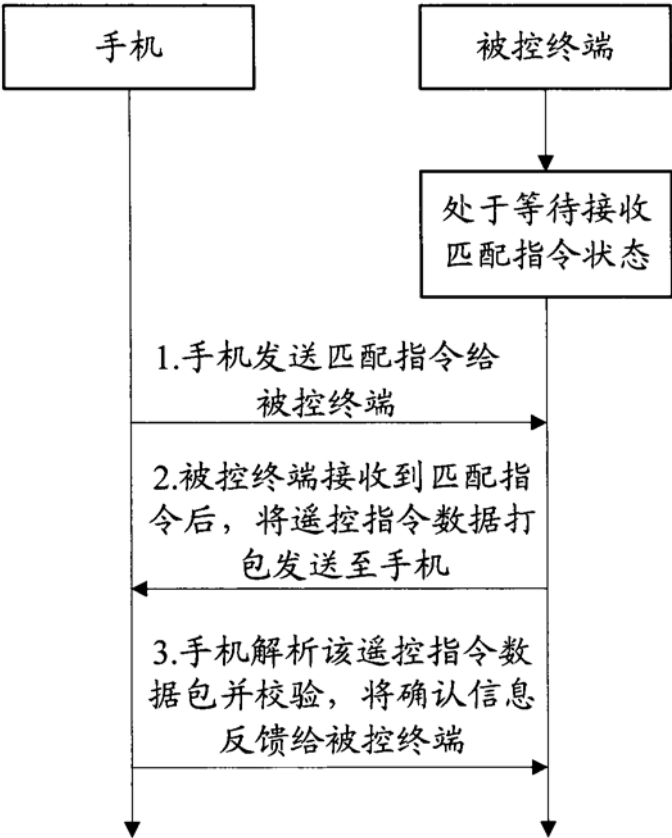 手机
被控终端
处于等待接收
匹配指令状态
1.手机发送匹配指令给
被控终端
2.被控终端接收到匹配指
令后，将遥控指令数据打
包发送至手机
3.手机解析该遥控指令数
据包并校验，将确认信息
反馈给被控终端